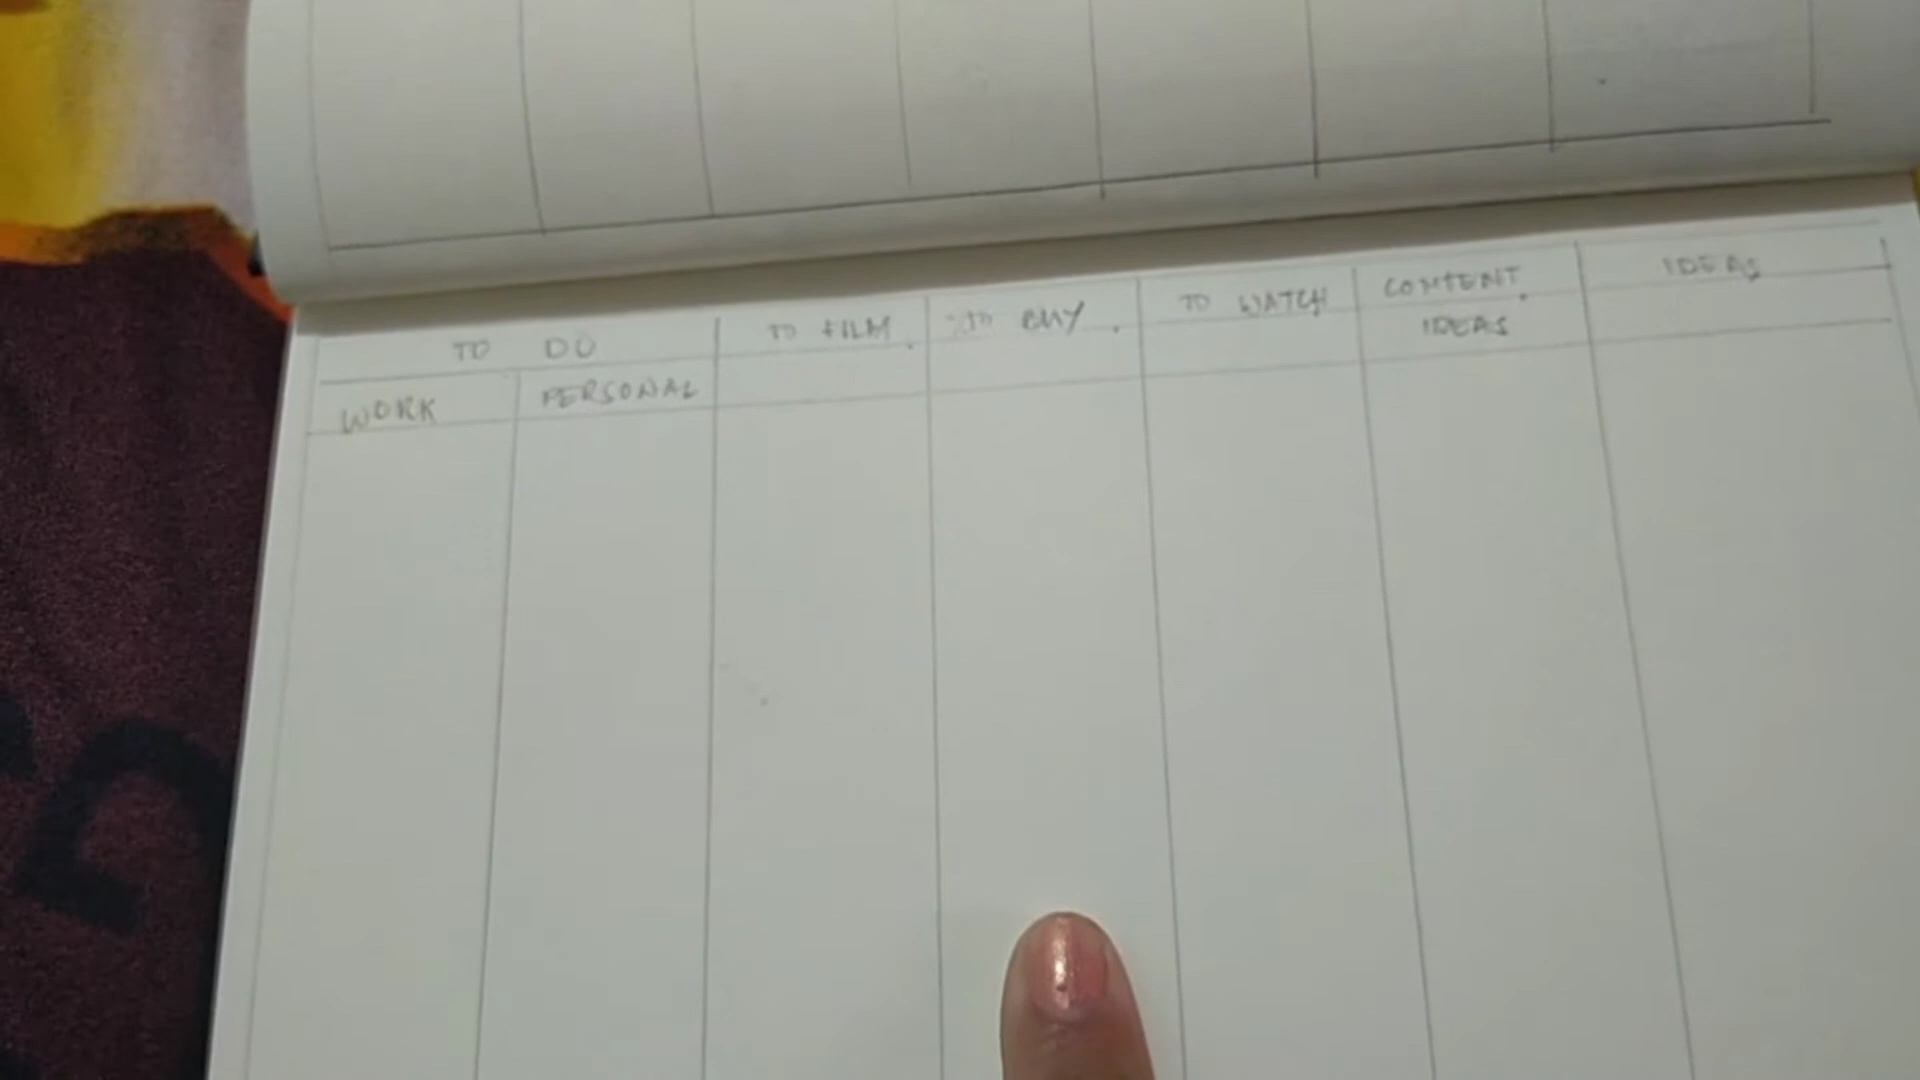 TO DO
TO FILM.
TO BUY.
TO WATCH
CONTENT.
IDEAS
IDEAS
WORK
PERSONAL